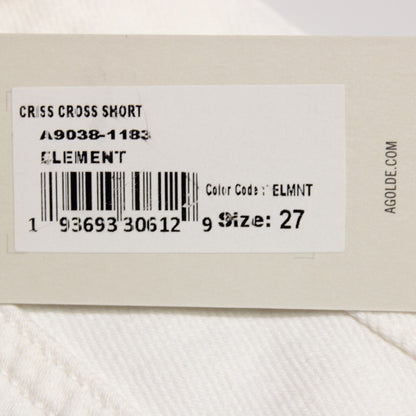 CRISS CROSS SHORT
A9038-1183
ELEMENT
Color Code : ELMNT
1 93693 30612 9
Size: 27
AGOLDE.COM